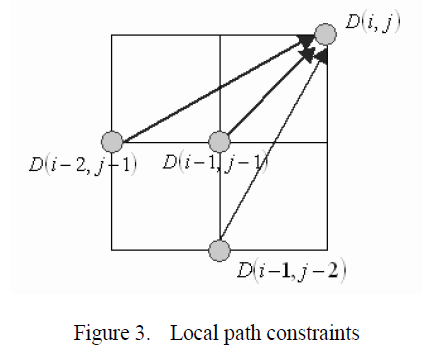 D(i, j)
D(i−2, j−1) D(i−1, j−1)
D(i−1, j−2)
Figure 3. Local path constraints